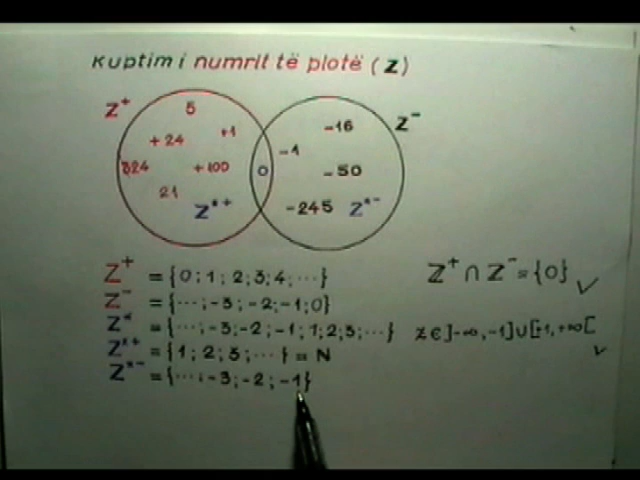 Kuptim i numrit të plotë (Z)
Z⁺ 5 Z⁻
+24 +1 -1 -16
324 +100 0 -50
21 Z*⁺ -245 Z*⁻
Z⁺ = {0; 1; 2; 3; 4; ...}
Z⁺ ∩ Z⁻ = {0}
Z⁻ = {...; -3; -2; -1; 0}
Z* = {...; -3; -2; -1; 1; 2; 3; ...}
Z ∈ ]-∞, -1] ∪ [+1, +∞[
Z*⁺ = {1; 2; 3; ...} = N
Z*⁻ = {...; -3; -2; -1}